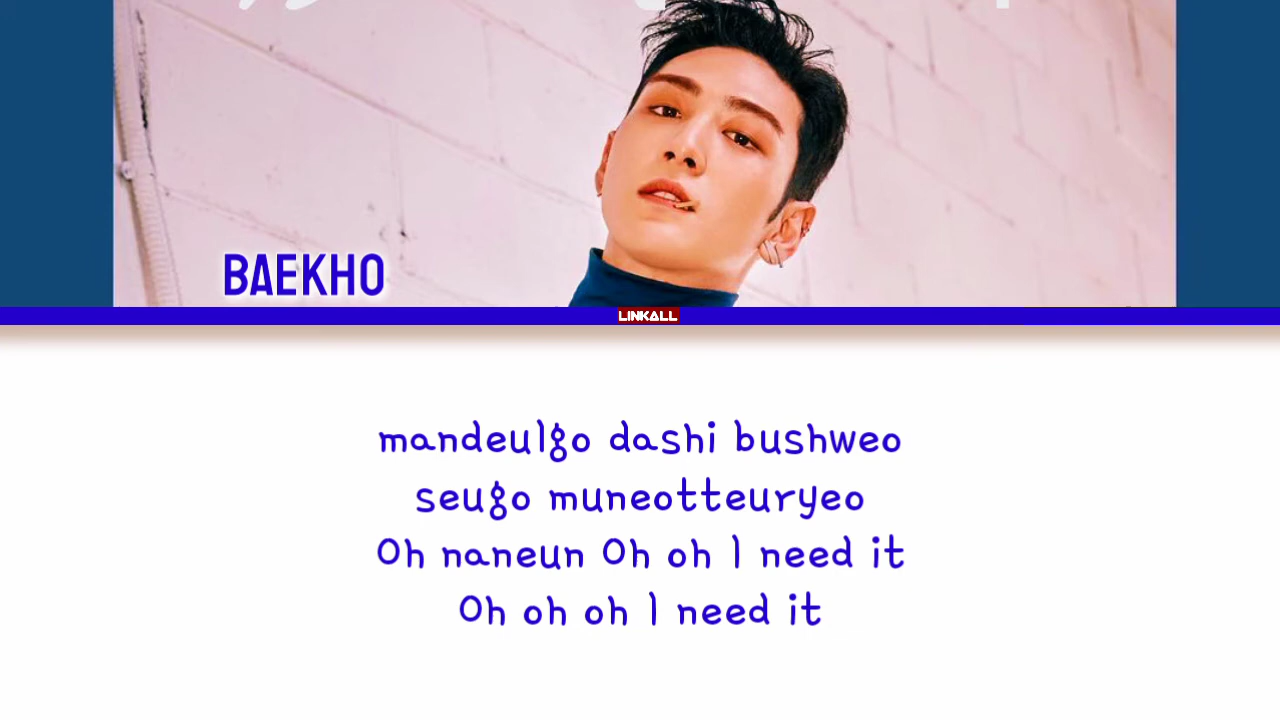 BAEKHO
LINKALL
mandeulgo dashi bushweo
seugo muneotteuryeo
Oh naneun Oh oh I need it
Oh oh oh I need it